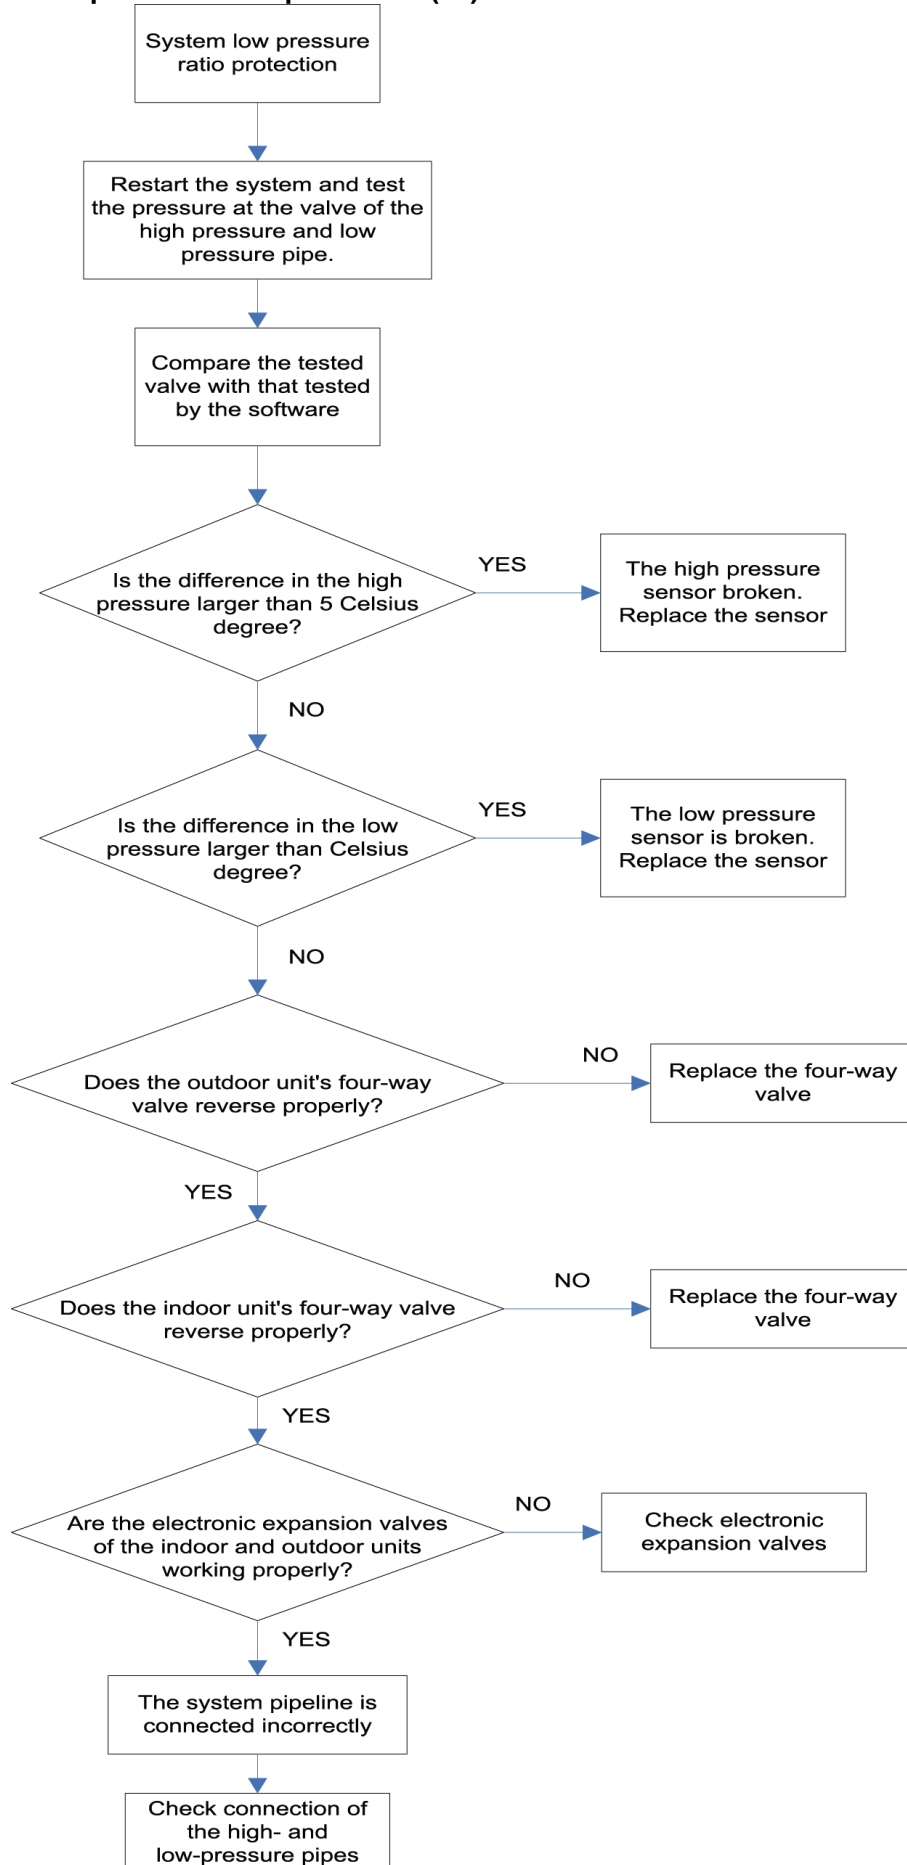 System low pressure
ratio protection
Restart the system and test
the pressure at the valve of the
high pressure and low
pressure pipe.
Compare the tested
valve with that tested
by the software
Is the difference in the high
pressure larger than 5 Celsius
degree?
YES
The high pressure
sensor broken.
Replace the sensor
NO
Is the difference in the low
pressure larger than Celsius
degree?
YES
The low pressure
sensor is broken.
Replace the sensor
NO
Does the outdoor unit's four-way
valve reverse properly?
NO
Replace the four-way
valve
YES
Does the indoor unit's four-way valve
reverse properly?
NO
Replace the four-way
valve
YES
Are the electronic expansion valves
of the indoor and outdoor units
working properly?
NO
Check electronic
expansion valves
YES
The system pipeline is
connected incorrectly
Check connection of
the high- and
low-pressure pipes